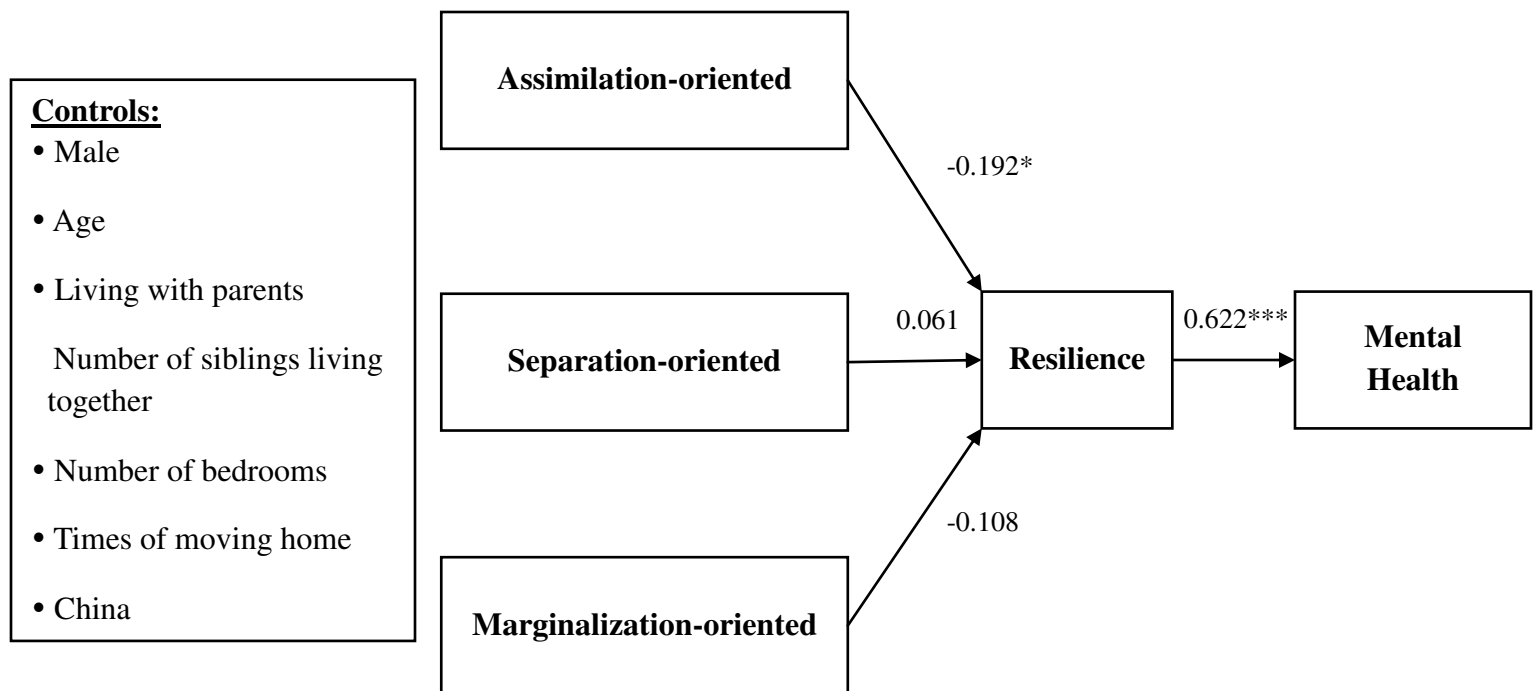 Controls:
• Male
• Age
• Living with parents
Number of siblings living
together
• Number of bedrooms
• Times of moving home
• China
Assimilation-oriented
Separation-oriented
Marginalization-oriented
-0.192*
0.061
-0.108
Resilience
0.622***
Mental
Health